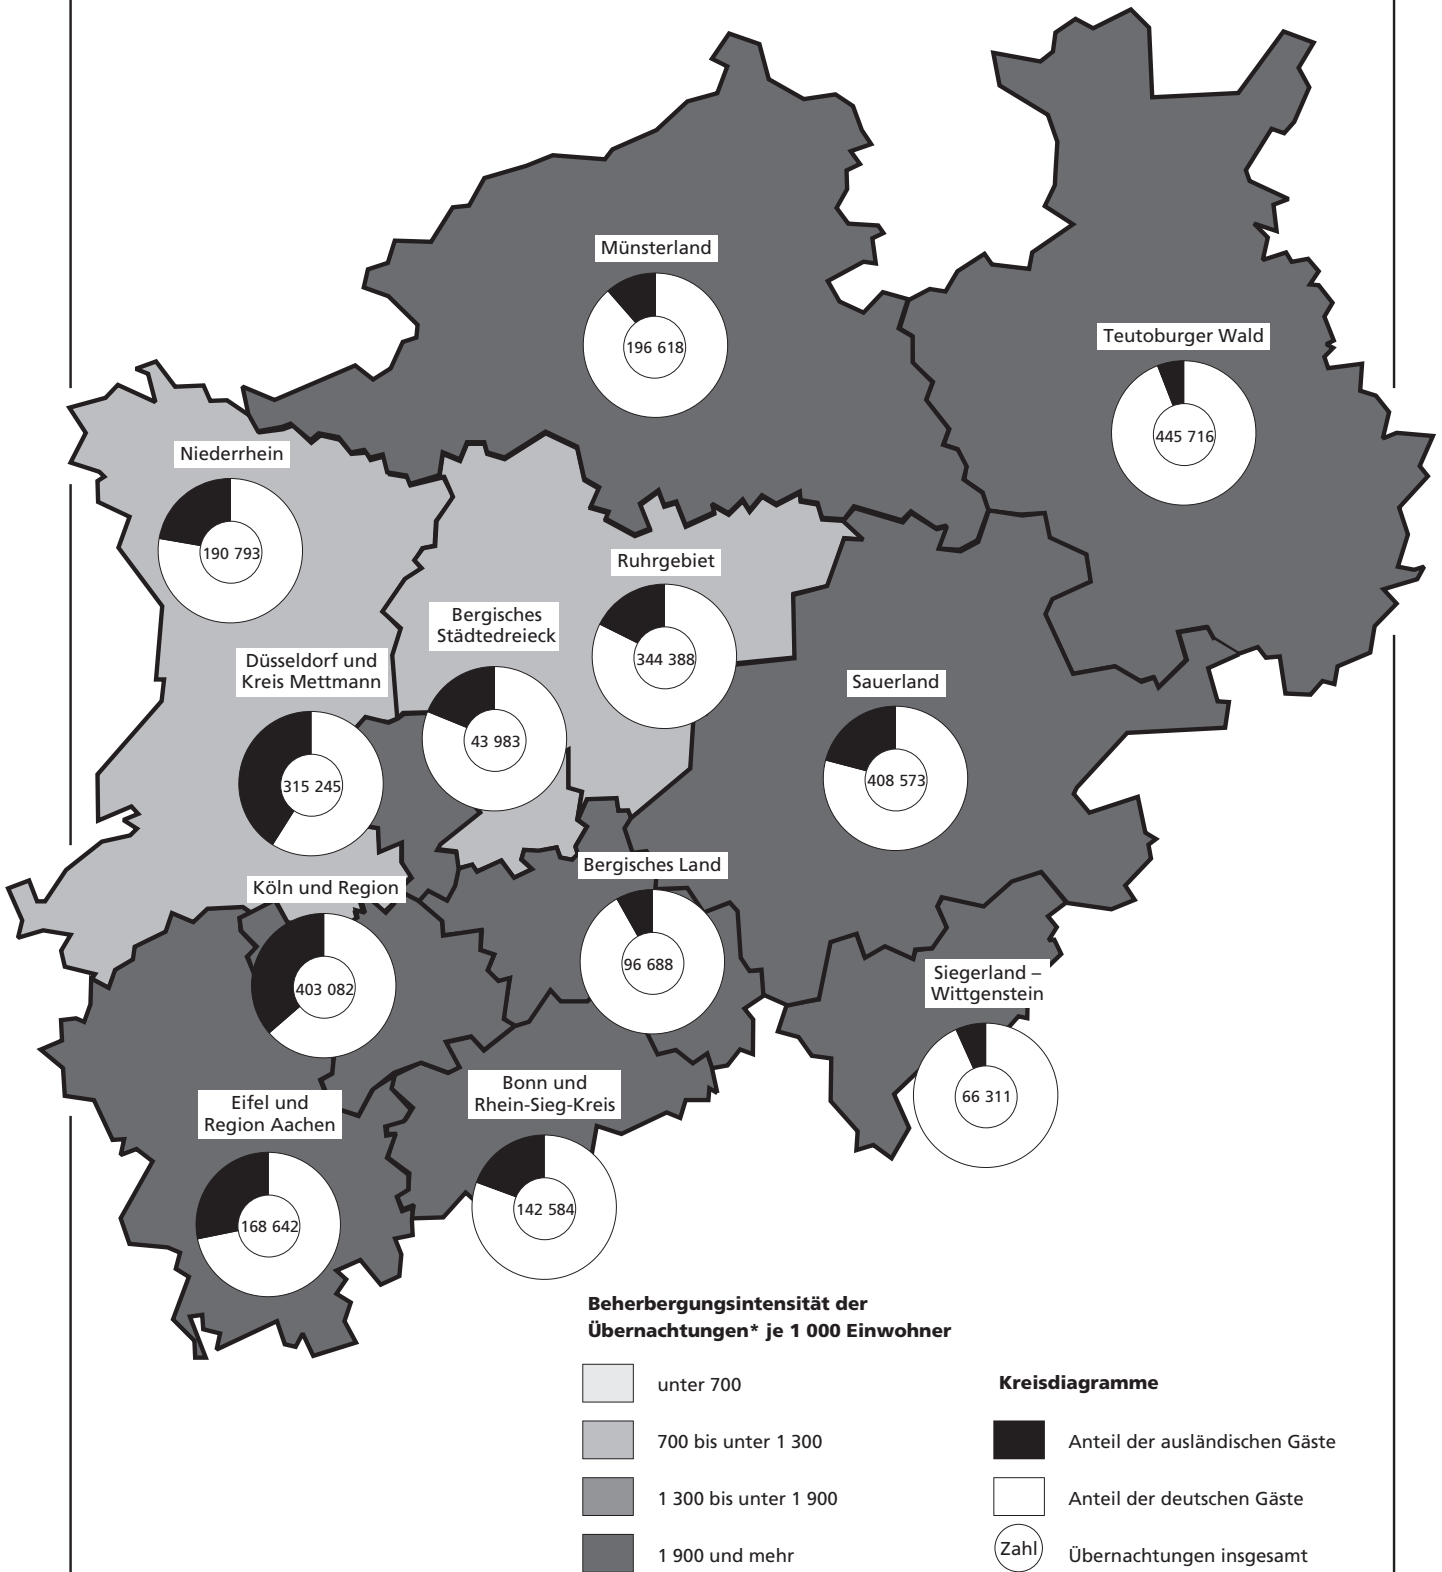 Münsterland
196 618
Teutoburger Wald
445 716
Niederrhein
190 793
Ruhrgebiet
344 388
Bergisches
Städtedreieck
43 983
Düsseldorf und
Kreis Mettmann
315 245
Sauerland
408 573
Köln und Region
403 082
Bergisches Land
96 688
Siegerland –
Wittgenstein
66 311
Eifel und
Region Aachen
168 642
Bonn und
Rhein-Sieg-Kreis
142 584
Beherbergungsintensität der
Übernachtungen* je 1 000 Einwohner
unter 700
700 bis unter 1 300
1 300 bis unter 1 900
1 900 und mehr
Kreisdiagramme
Anteil der ausländischen Gäste
Anteil der deutschen Gäste
Zahl
Übernachtungen insgesamt